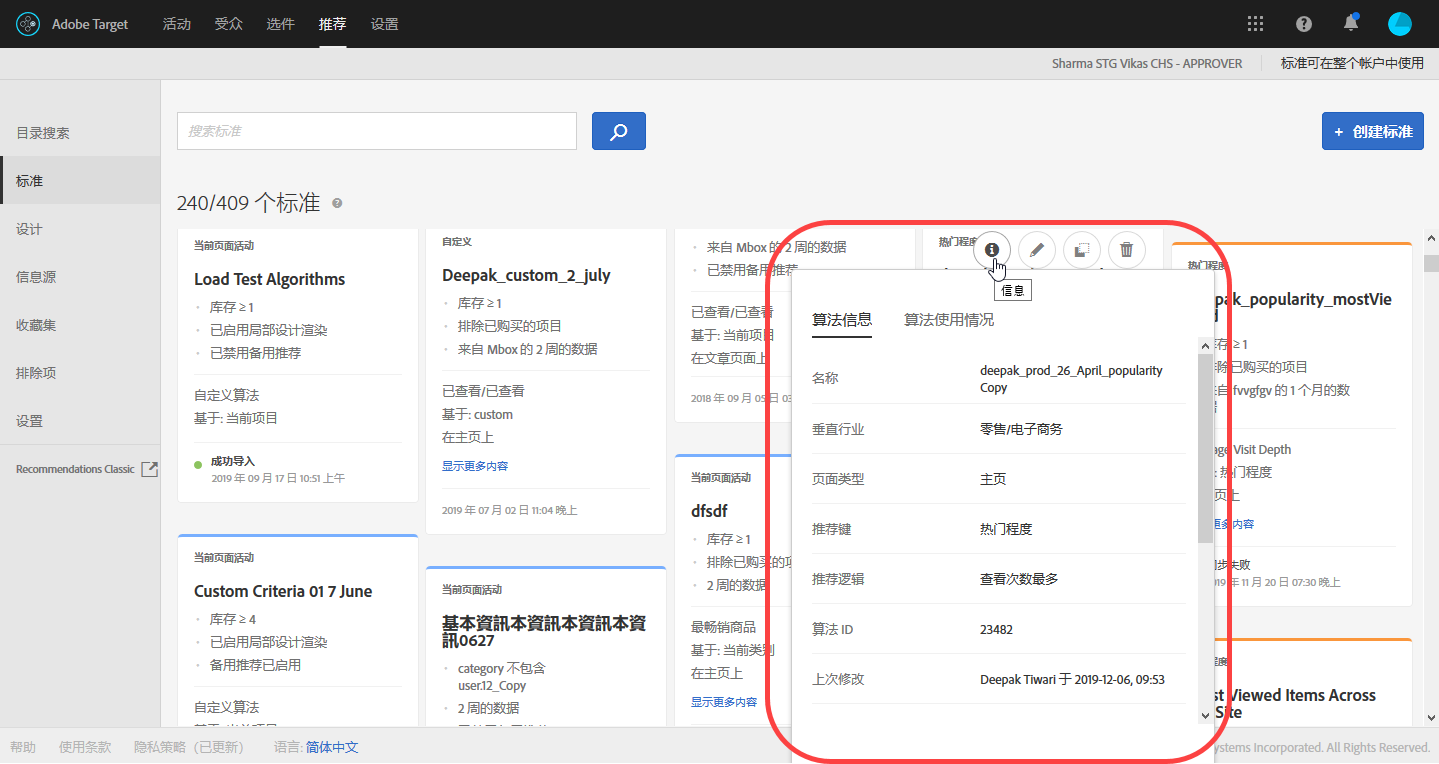 Adobe Target
活动
受众
选件
推荐
设置
Sharma STG Vikas CHS - APPROVER
标准可在整个帐户中使用
目录搜索
标准
设计
信息源
收藏集
排除项
设置
Recommendations Classic
搜索标准
+ 创建标准
240/409 个标准
当前页面活动
Load Test Algorithms
库存 ≥ 1
已启用局部设计渲染
已禁用备用推荐
自定义算法
基于: 当前项目
成功导入
2019 年 09 月 17 日 10:51 上午
当前页面活动
Custom Criteria 01 7 June
库存 ≥ 4
已启用局部设计渲染
备用推荐已启用
自定义算法
自定义
Deepak_custom_2_july
库存 ≥ 1
排除已购买的项目
来自 Mbox 的 2 周的数据
已查看/已查看
基于: custom
在主页上
显示更多内容
2019 年 07 月 02 日 11:04 晚上
当前页面活动
基本資訊本資訊本資訊本資
訊0627
category 不包含
user.12_Copy
2 周的数据
来自 Mbox 的 2 周的数据
已禁用备用推荐
已查看/已查看
基于: 当前项目
在文章页面上
2018 年 09 月 05 日 03
当前页面活动
dfsdf
库存 ≥ 1
排除已购买的项
2 周的数据
最畅销商品
基于: 当前类别
在主页上
显示更多内容
热门程度
信息
算法信息
算法使用情况
名称
deepak_prod_26_April_popularity
Copy
垂直行业
零售/电子商务
页面类型
主页
推荐键
热门程度
推荐逻辑
查看次数最多
算法 ID
23482
上次修改
Deepak Tiwari 于 2019-12-06, 09:53
热门程度
pak_popularity_mostVie
d
库存 ≥ 1
除已购买的项目
来自 fvvgfgv 的 1 个月的数
据
age Visit Depth
: 热门程度
页上
更多内容
同步失败
019 年 11 月 20 日 07:30 晚上
程度
st Viewed Items Across
Site
帮助
使用条款
隐私策略（已更新）
语言: 简体中文
ystems Incorporated. All Rights Reserved.